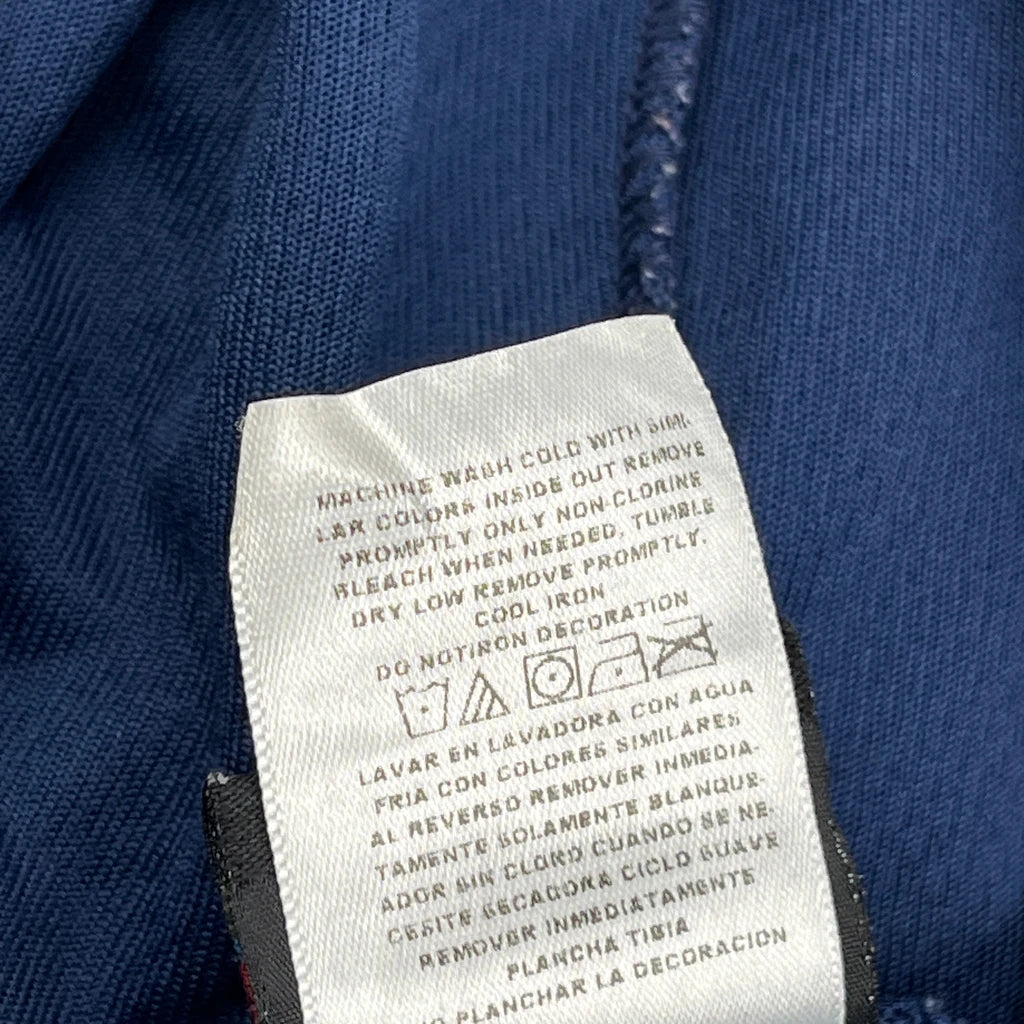 MACHINE WASH COLD WITH SIMI-
LAR COLORS INSIDE OUT REMOVE
PROMPTLY ONLY NON-CLORINE
BLEACH WHEN NEEDED, TUMBLE
DRY LOW REMOVE PROMPTLY.
COOL IRON
DO NOTIRON DECORATION
LAVAR EN LAVADORA CON AGUA
FRIA CON COLORES SIMILARES
AL REVERSO REMOVER INMEDIA-
TAMENTE SOLAMENTE BLANQUE-
ADOR SIN CLORO CUANDO SE NE-
CESITE SECADORA CICLO SUAVE
REMOVER INMEDIATAMENTE
PLANCHA TIBIA
NO PLANCHAR LA DECORACION